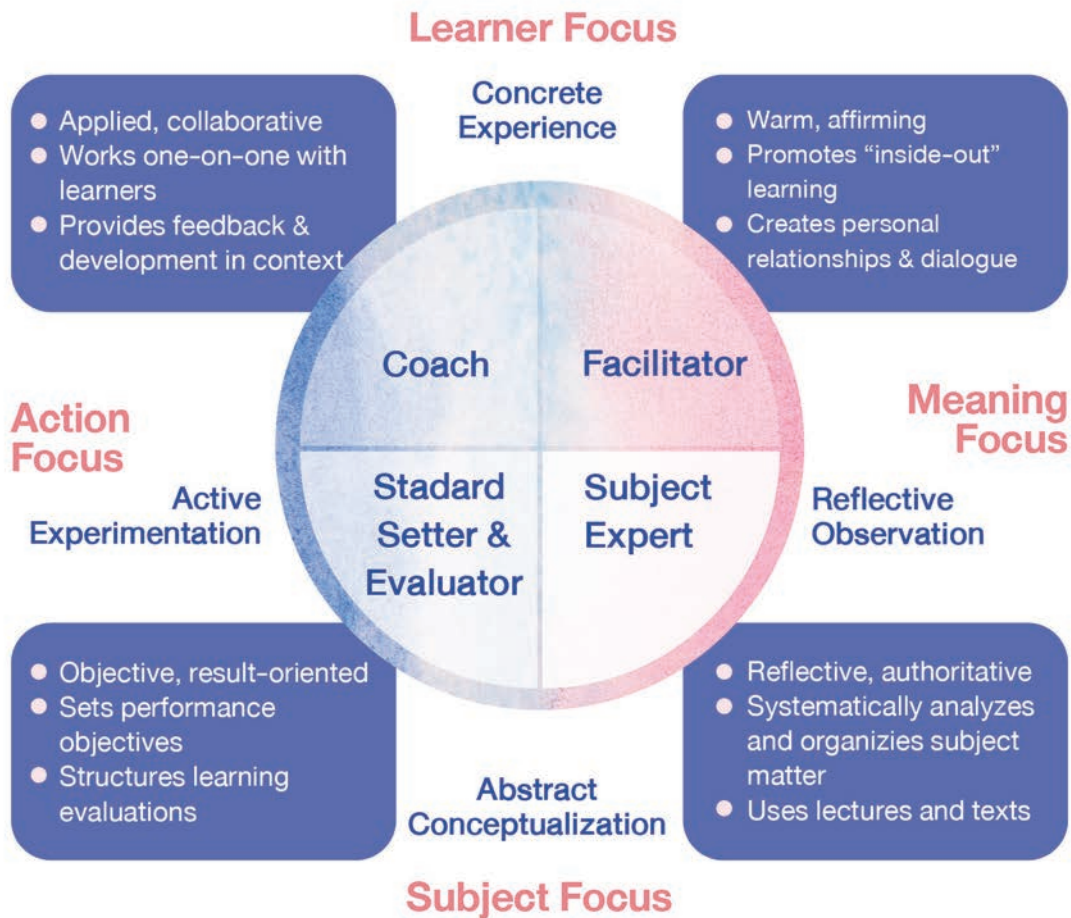 Learner Focus
Concrete
Experience
Applied, collaborative
Works one-on-one with
learners
Provides feedback &
development in context
Warm, affirming
Promotes “inside-out”
learning
Creates personal
relationships & dialogue
Coach
Facilitator
Action
Focus
Active
Experimentation
Meaning
Focus
Reflective
Observation
Stadard
Setter &
Evaluator
Subject
Expert
Objective, result-oriented
Sets performance
objectives
Structures learning
evaluations
Reflective, authoritative
Systematically analyzes
and organizies subject
matter
Uses lectures and texts
Abstract
Conceptualization
Subject Focus